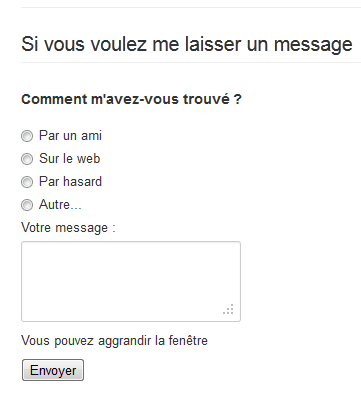 Si vous voulez me laisser un message
Comment m'avez-vous trouvé ?
Par un ami
Sur le web
Par hasard
Autre...
Votre message :
Vous pouvez aggrandir la fenêtre
Envoyer